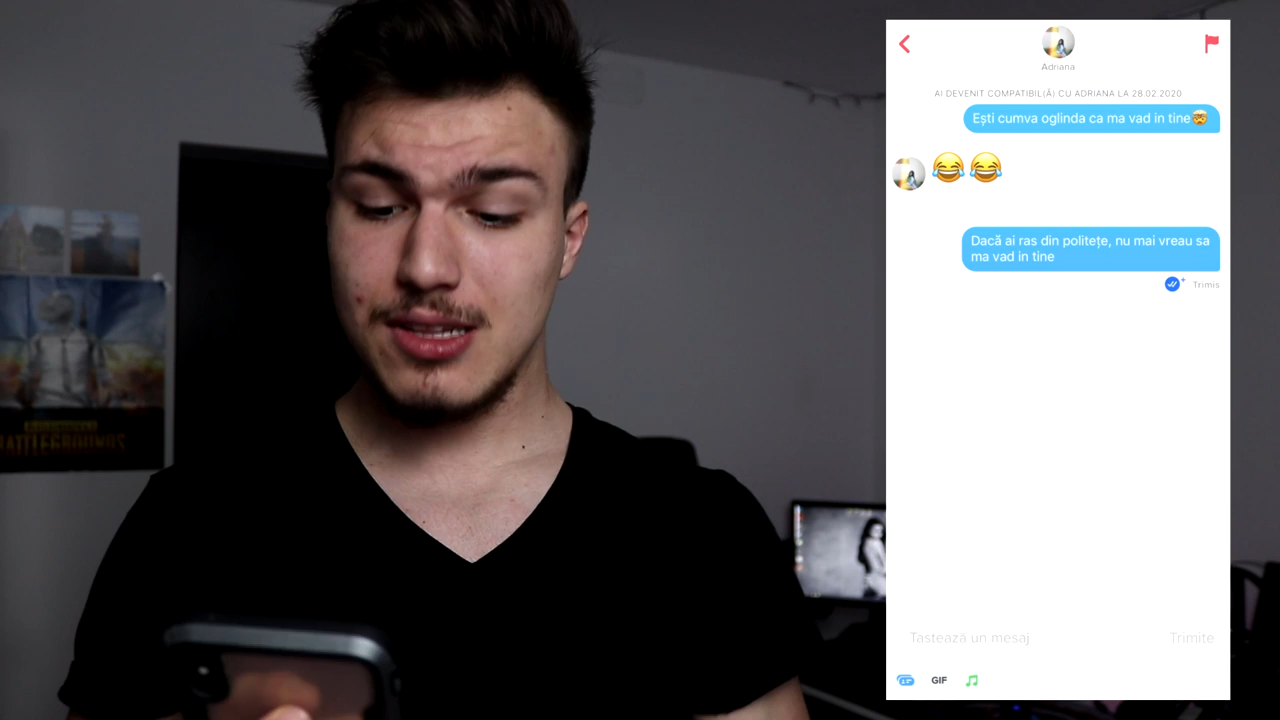 Adriana
AI DEVENIT COMPATIBIL(Ă) CU ADRIANA LA 28.02.2020
Ești cumva oglinda ca ma vad in tine🤯
😂😂
Dacă ai ras din politețe, nu mai vreau sa
ma vad in tine
Trimis
Tastează un mesaj
Trimite
GIF
BATTLEGROUNDS